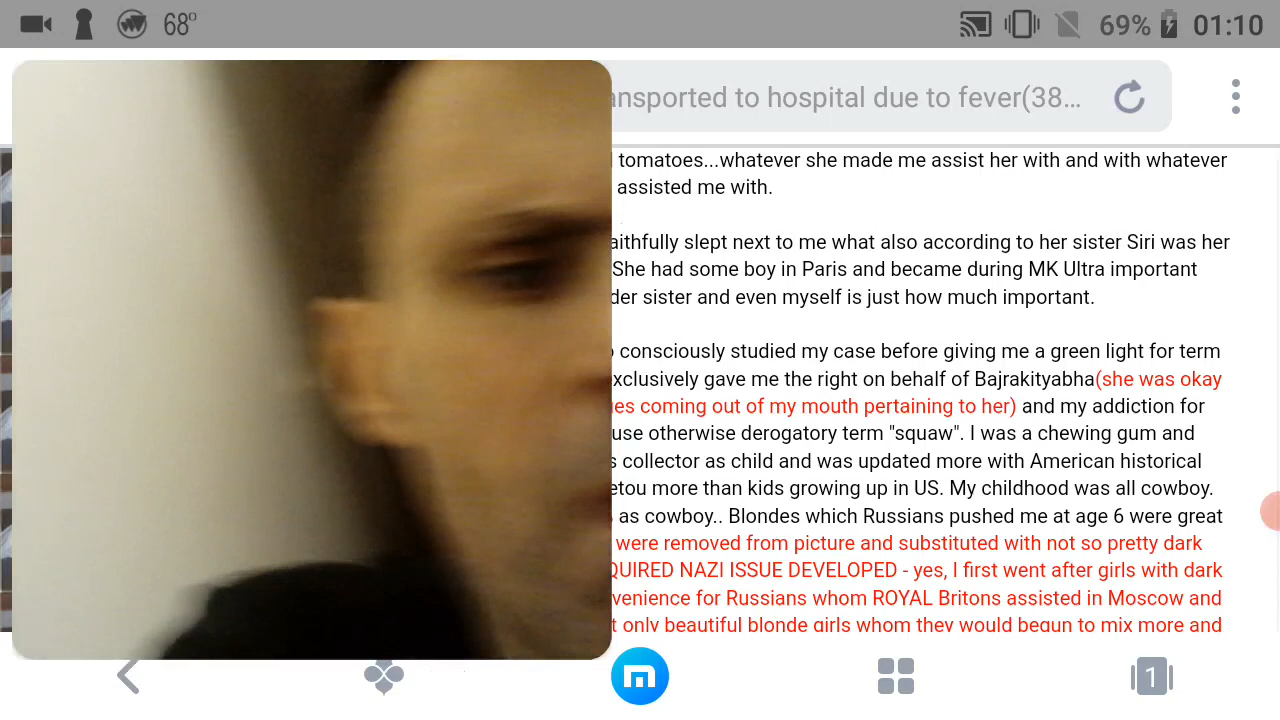 68°
69% 01:10
ansported to hospital due to fever(38...
tomatoes...whatever she made me assist her with and with whatever
assisted me with.
aithfully slept next to me what also according to her sister Siri was her
She had some boy in Paris and became during MK Ultra important
der sister and even myself is just how much important.
consciously studied my case before giving me a green light for term
xclusively gave me the right on behalf of Bajrakityabha(she was okay
es coming out of my mouth pertaining to her) and my addiction for
use otherwise derogatory term "squaw". I was a chewing gum and
s collector as child and was updated more with American historical
etou more than kids growing up in US. My childhood was all cowboy.
as cowboy.. Blondes which Russians pushed me at age 6 were great
were removed from picture and substituted with not so pretty dark
QUIRED NAZI ISSUE DEVELOPED - yes, I first went after girls with dark
venience for Russians whom ROYAL Britons assisted in Moscow and
t only beautiful blonde girls whom they would begun to mix more and
1